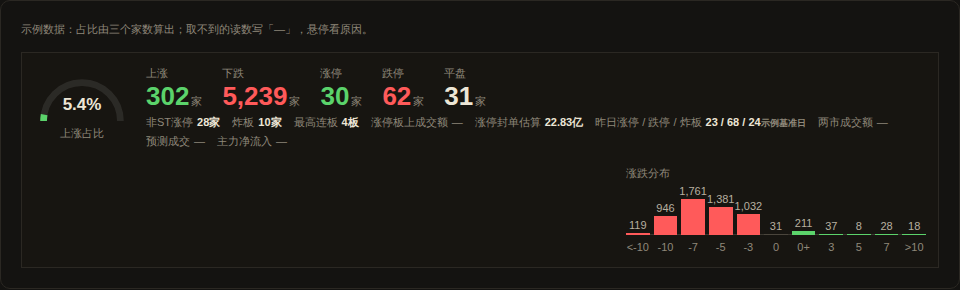 示例数据：占比由三个家数算出；取不到的读数写「—」，悬停看原因。
5.4%
上涨占比
上涨 下跌 涨停 跌停 平盘
302家 5,239家 30家 62家 31家
非ST涨停 28家 炸板 10家 最高连板 4板 涨停板上成交额 — 涨停封单估算 22.83亿 昨日涨停 / 跌停 / 炸板 23 / 68 / 24示例基准日 两市成交额 —
预测成交 — 主力净流入 —
涨跌分布
119 946 1,761 1,381 1,032 31 211 37 8 28 18
<-10 -10 -7 -5 -3 0 0+ 3 5 7 >10